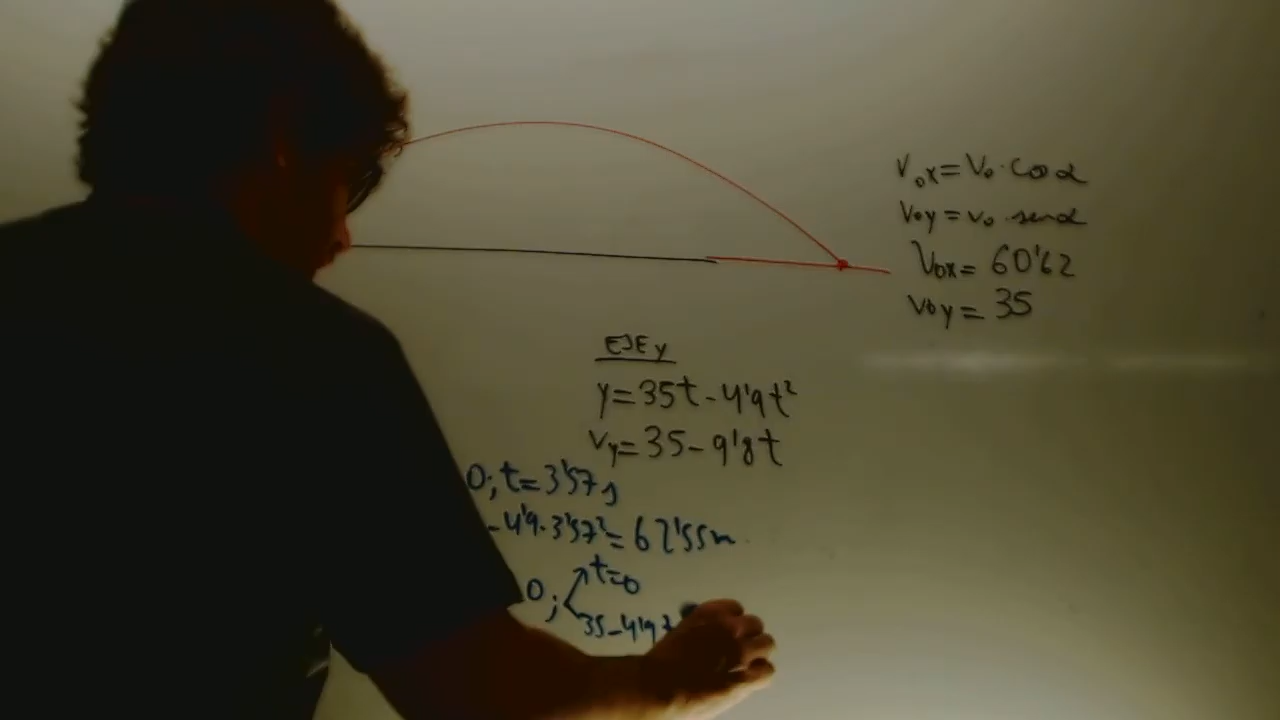 V₀x = V₀ · cos α
V₀y = V₀ · sen α
V₀x = 60'62
V₀y = 35
EJE y
y = 35t - 4'9t²
Vy = 35 - 9'8t
0; t = 3'57 s
- 4'9 · 3'57² = 62'55 m.
t = 0
0;
35 - 4'9t